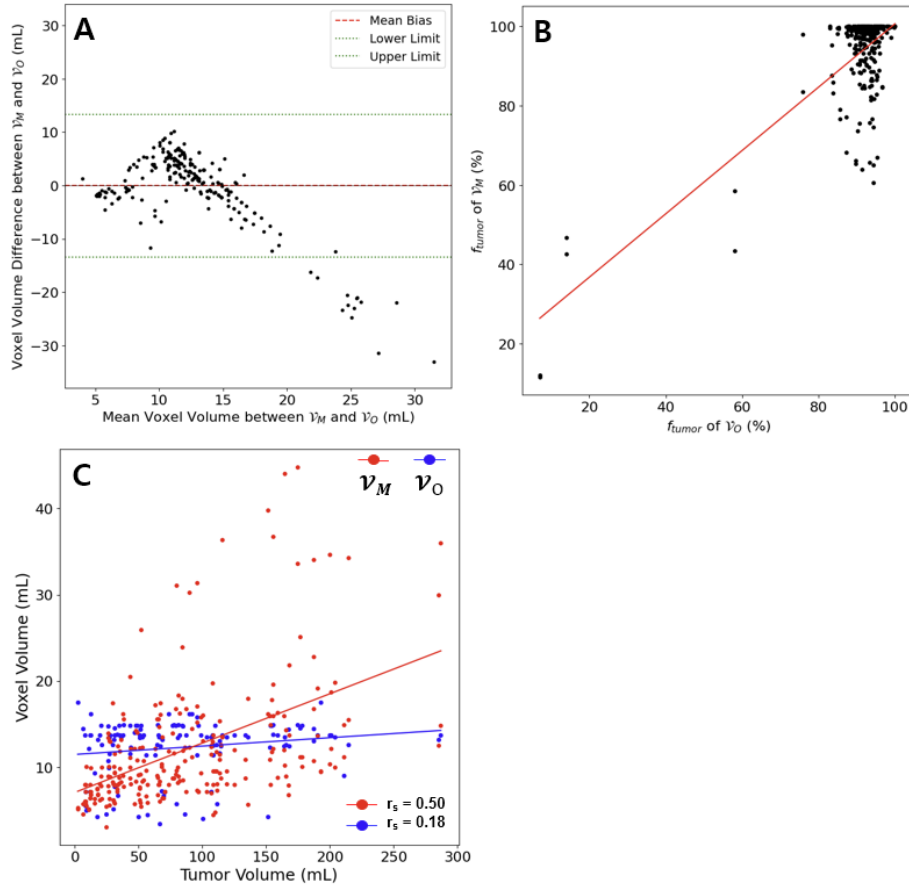 A
Mean Bias
Lower Limit
Upper Limit
Voxel Volume Difference between 𝒱M and 𝒱O (mL)
30
20
10
0
−10
−20
−30
5 10 15 20 25 30
Mean Voxel Volume between 𝒱M and 𝒱O (mL)
B
ftumor of 𝒱M (%)
100
80
60
40
20
20 40 60 80 100
ftumor of 𝒱O (%)
C
𝒱M 𝒱O
Voxel Volume (mL)
40
30
20
10
rs = 0.50
rs = 0.18
0 50 100 150 200 250 300
Tumor Volume (mL)